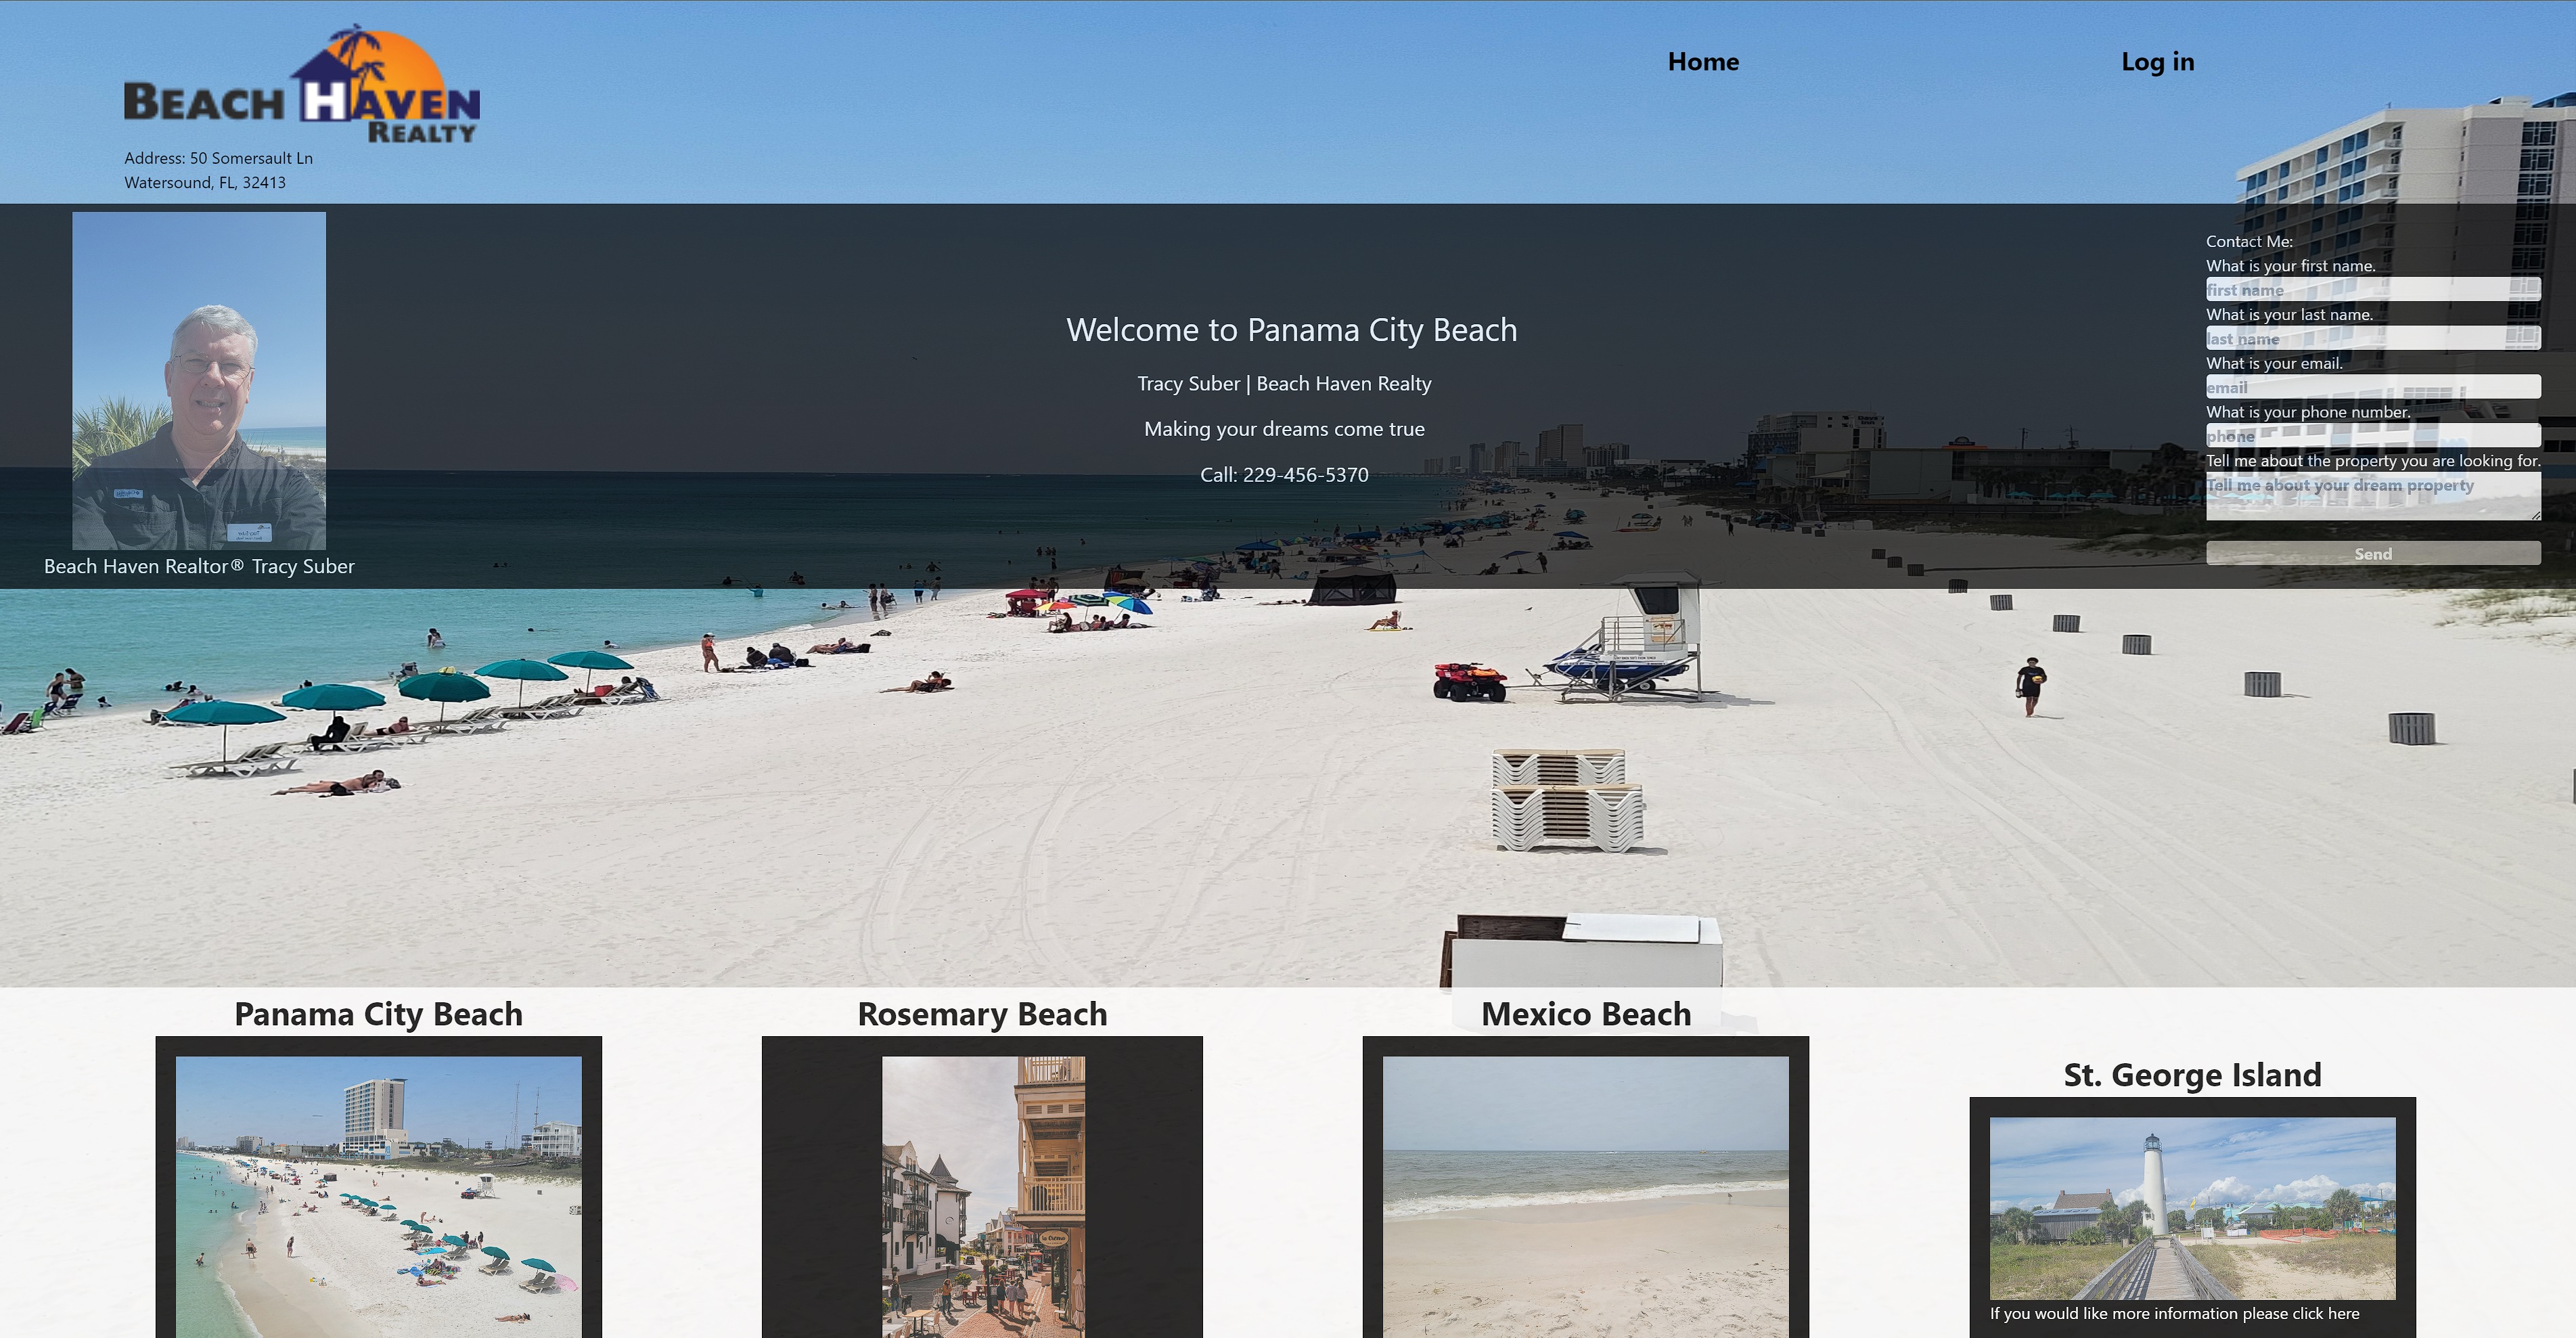 Home
Log in
BEACH HAVEN
REALTY
Address: 50 Somersault Ln
Watersound, FL, 32413
Beach Haven Realtor® Tracy Suber
Welcome to Panama City Beach
Tracy Suber | Beach Haven Realty
Making your dreams come true
Call: 229-456-5370
Contact Me:
What is your first name.
first name
What is your last name.
last name
What is your email.
email
What is your phone number.
phone
Tell me about the property you are looking for.
Tell me about your dream property
Send
Panama City Beach
Rosemary Beach
Mexico Beach
St. George Island
If you would like more information please click here